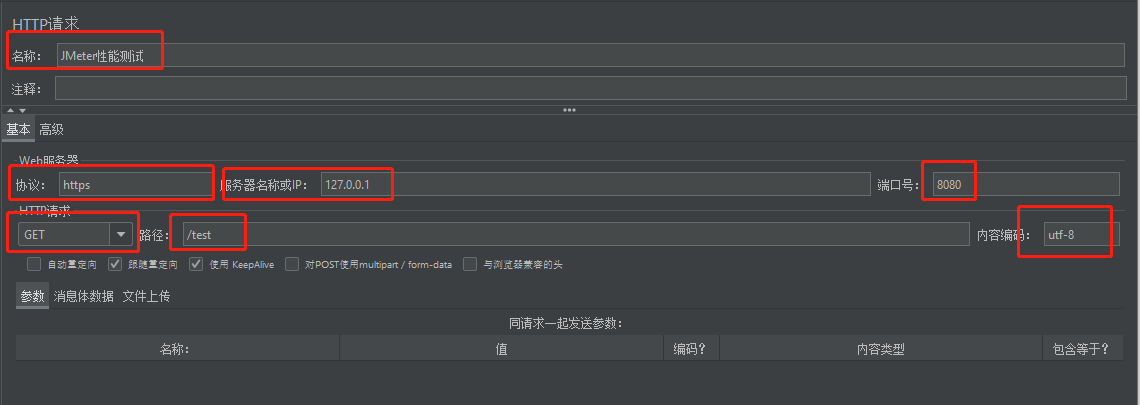 HTTP请求
名称: JMeter性能测试
注释:
基本 高级
Web服务器
协议: https 服务器名称或IP: 127.0.0.1 端口号: 8080
HTTP请求
GET 路径: /test 内容编码: utf-8
自动重定向 跟随重定向 使用 KeepAlive 对POST使用multipart / form-data 与浏览器兼容的头
参数 消息体数据 文件上传
同请求一起发送参数:
名称: 值 编码? 内容类型 包含等于?